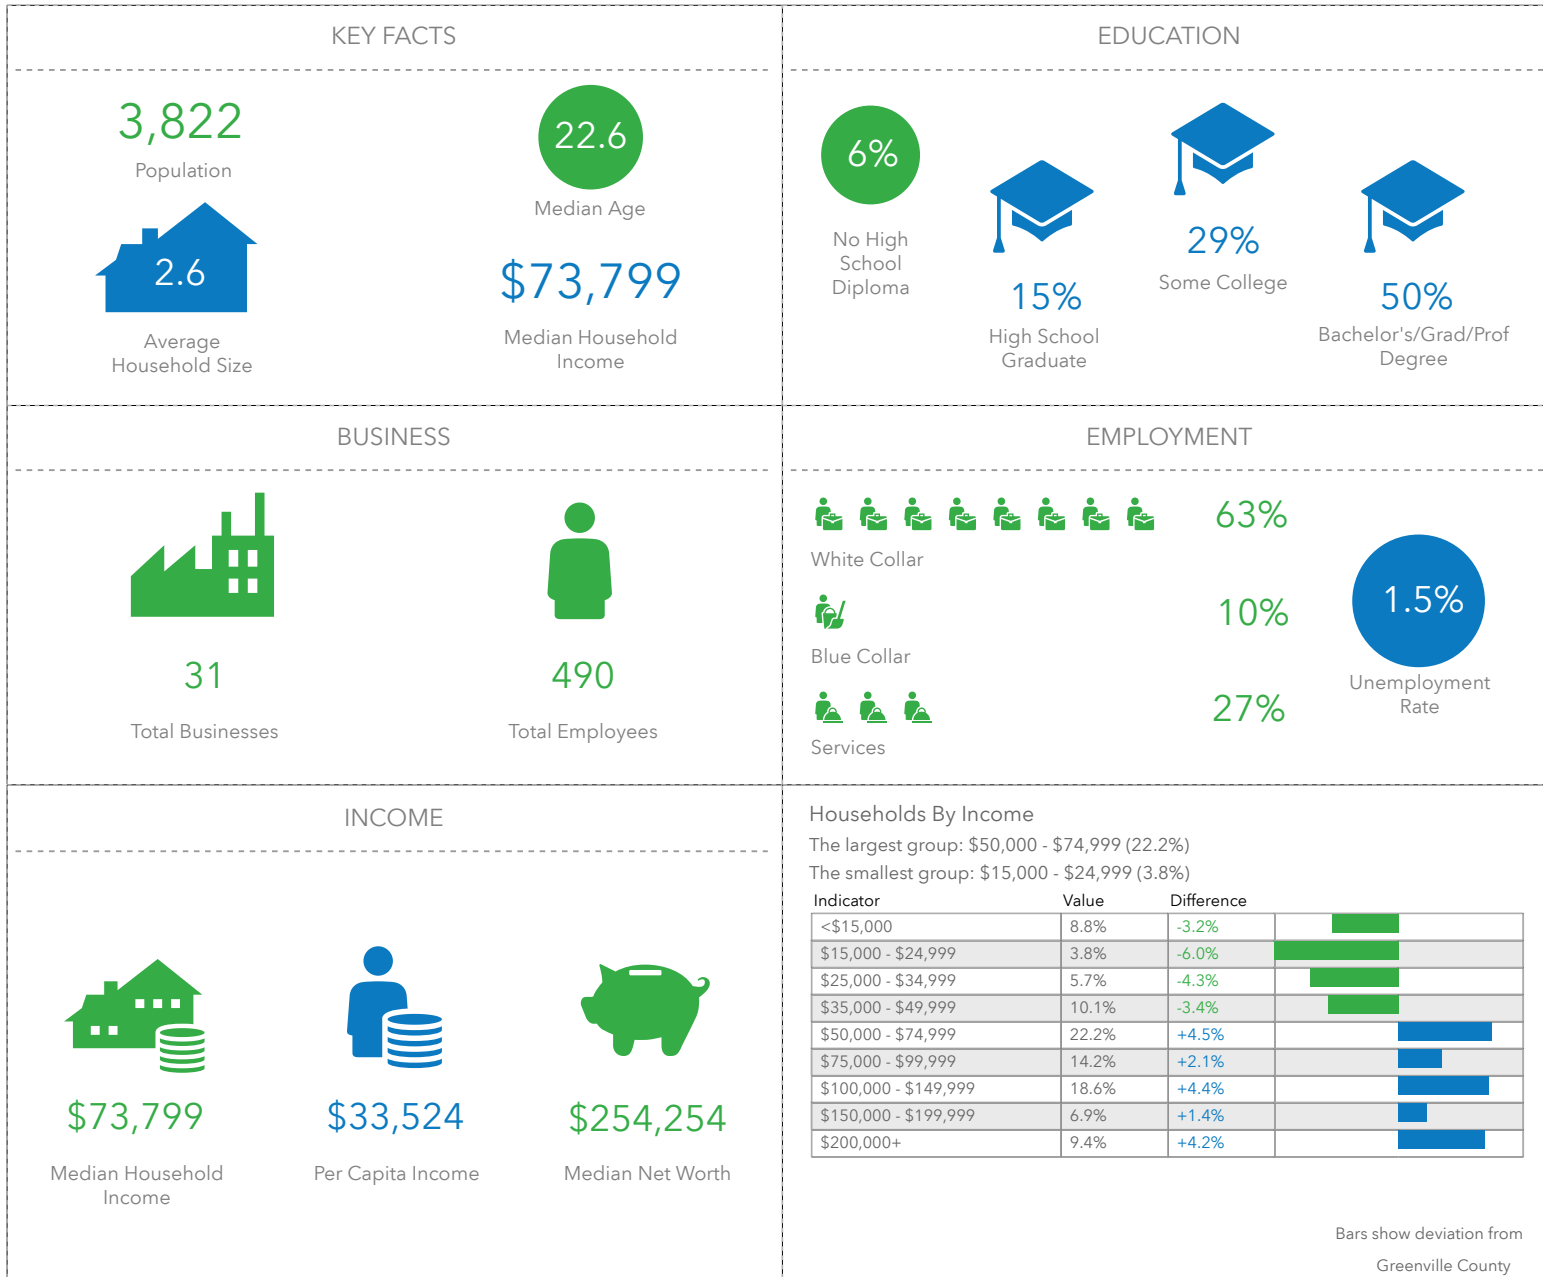 KEY FACTS
3,822
Population
22.6
Median Age
2.6
Average
Household Size
$73,799
Median Household
Income
EDUCATION
6%
No High
School
Diploma
15%
High School
Graduate
29%
Some College
50%
Bachelor's/Grad/Prof
Degree
BUSINESS
31
Total Businesses
490
Total Employees
EMPLOYMENT
63%
White Collar
10%
Blue Collar
27%
Services
1.5%
Unemployment
Rate
INCOME
$73,799
Median Household
Income
$33,524
Per Capita Income
$254,254
Median Net Worth
Households By Income
The largest group: $50,000 - $74,999 (22.2%)
The smallest group: $15,000 - $24,999 (3.8%)
Indicator Value Difference
<$15,000 8.8% -3.2%
$15,000 - $24,999 3.8% -6.0%
$25,000 - $34,999 5.7% -4.3%
$35,000 - $49,999 10.1% -3.4%
$50,000 - $74,999 22.2% +4.5%
$75,000 - $99,999 14.2% +2.1%
$100,000 - $149,999 18.6% +4.4%
$150,000 - $199,999 6.9% +1.4%
$200,000+ 9.4% +4.2%
Bars show deviation from
Greenville County